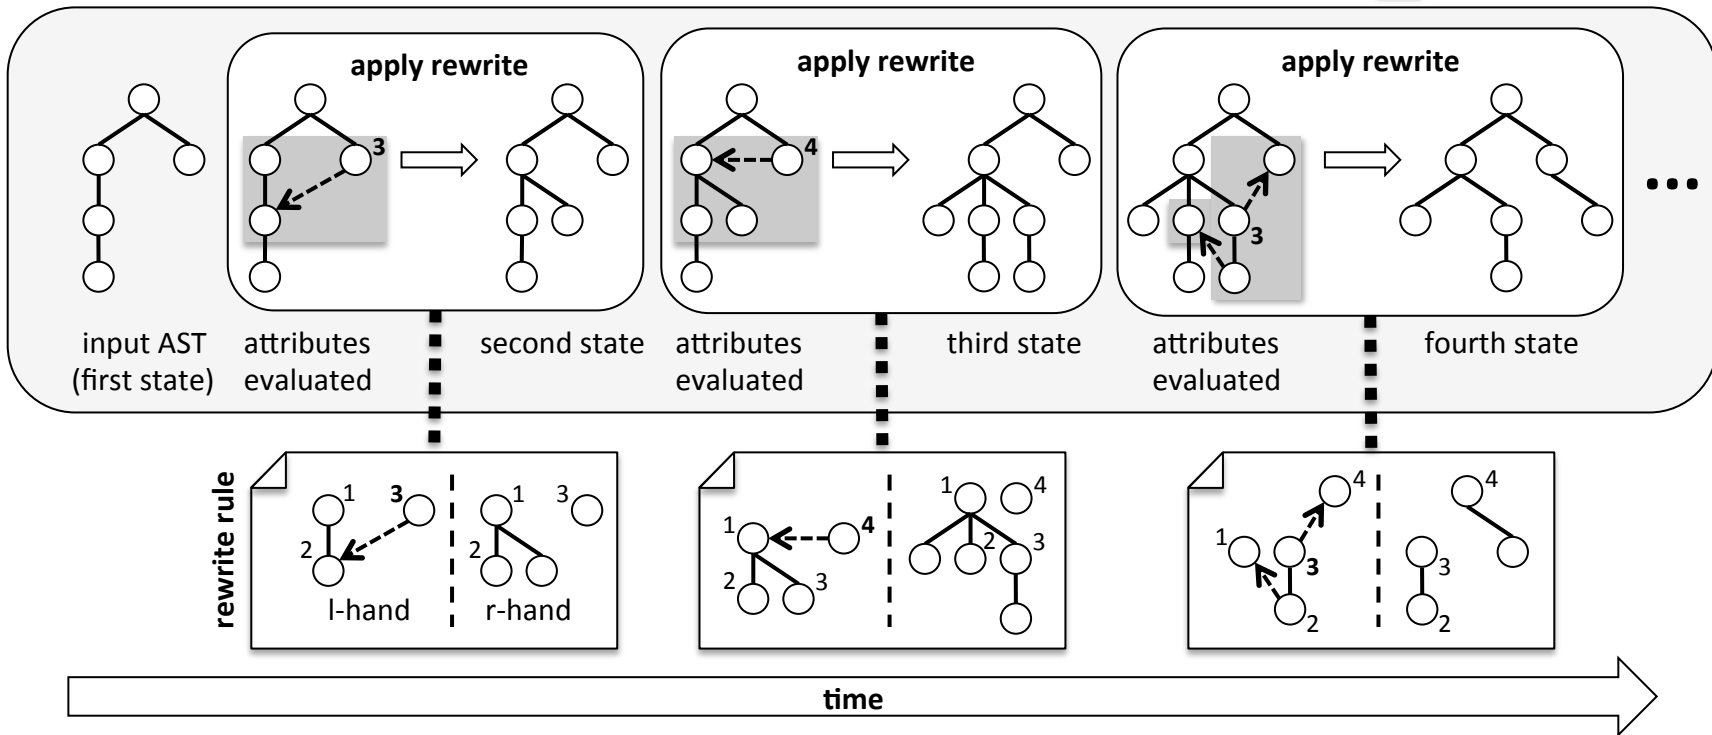 apply rewrite
apply rewrite
apply rewrite
3
4
3
...
input AST
(first state)
attributes
evaluated
second state
attributes
evaluated
third state
attributes
evaluated
fourth state
rewrite rule
1
3
2
l-hand
1
3
2
r-hand
1
4
2
3
1
4
2
3
4
1
3
2
4
3
2
time